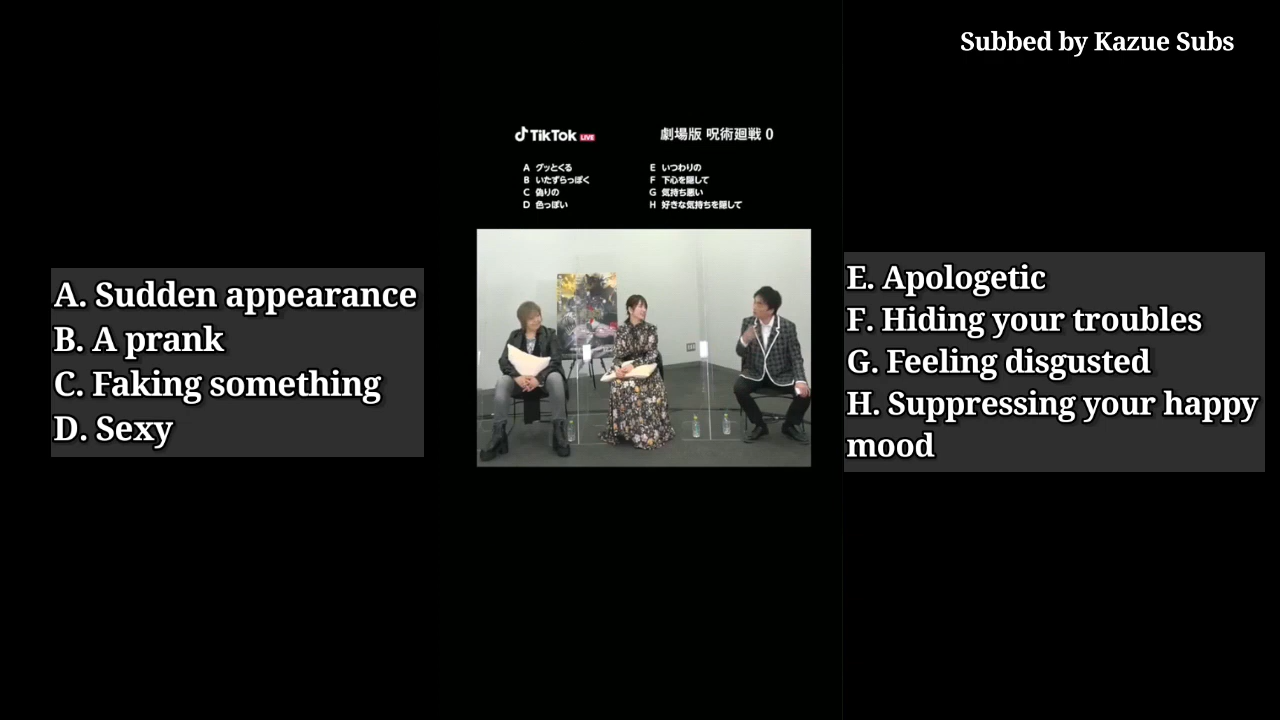 Subbed by Kazue Subs
TikTok LIVE
劇場版 呪術廻戦 0
A グッとくる
B いたずらっぽく
C 偽りの
D 色っぽい
E いつわりの
F 下心を隠して
G 気持ち悪い
H 好きな気持ちを隠して
A. Sudden appearance
B. A prank
C. Faking something
D. Sexy
E. Apologetic
F. Hiding your troubles
G. Feeling disgusted
H. Suppressing your happy
mood